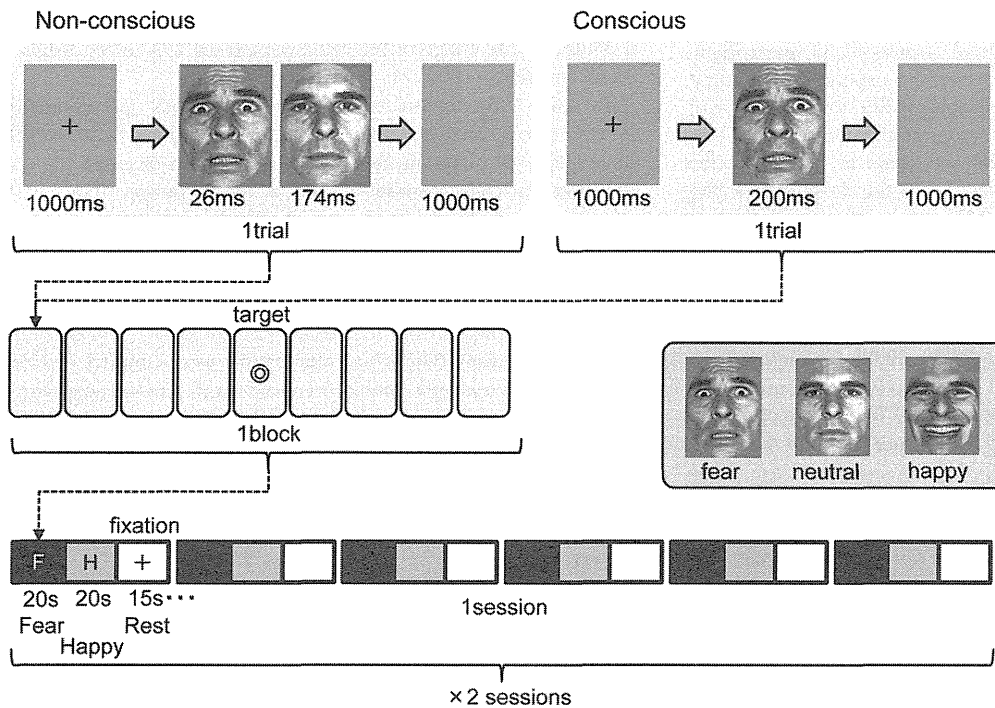 Non-conscious
Conscious
+
1000ms
26ms
174ms
1000ms
+
1000ms
200ms
1000ms
1trial
1trial
target
1block
fear
neutral
happy
fixation
F
H
+
20s
20s
15s···
Fear
Happy
Rest
1session
×2 sessions